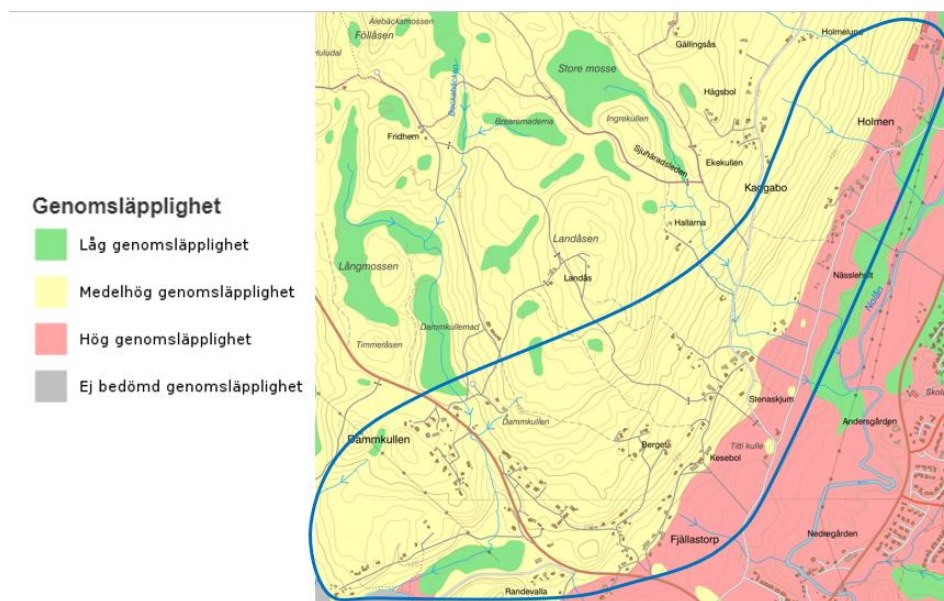 Genomsläpplighet
Låg genomsläpplighet
Medelhög genomsläpplighet
Hög genomsläpplighet
Ej bedömd genomsläpplighet
Älebäcksmossen
Föllåsen
Holmelund
Gällingsås
Store mosse
Hägsbol
Brearemaderna
Ingrekullen
Holmen
Fridhem
Sjuhäradsleden
Ekekullen
Kaggabo
Hallarna
Landåsen
Långmossen
Landås
Nässlehult
Nolån
Dammkullemad
Timmeråsen
Stenaskjum
Andersgården
Dammkullen
Dammkullen
Bergeta
Titti kulle
Kesebol
Fjällastorp
Nedregården
Randevalla